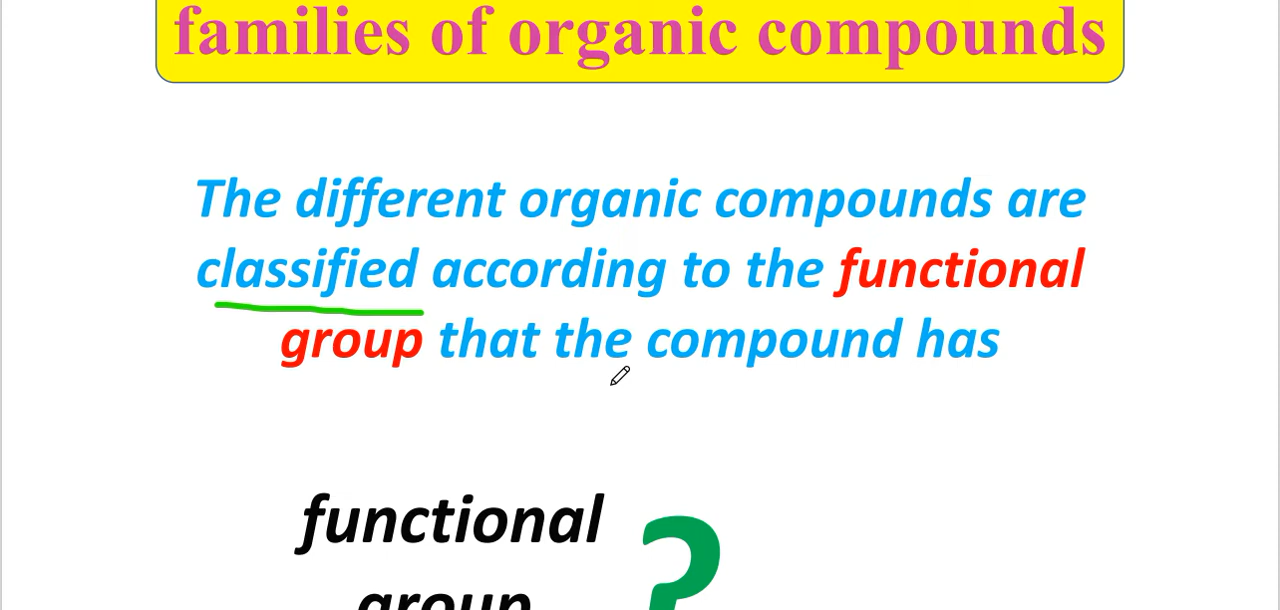 families of organic compounds
The different organic compounds are
classified according to the functional
group that the compound has
functional
?
group